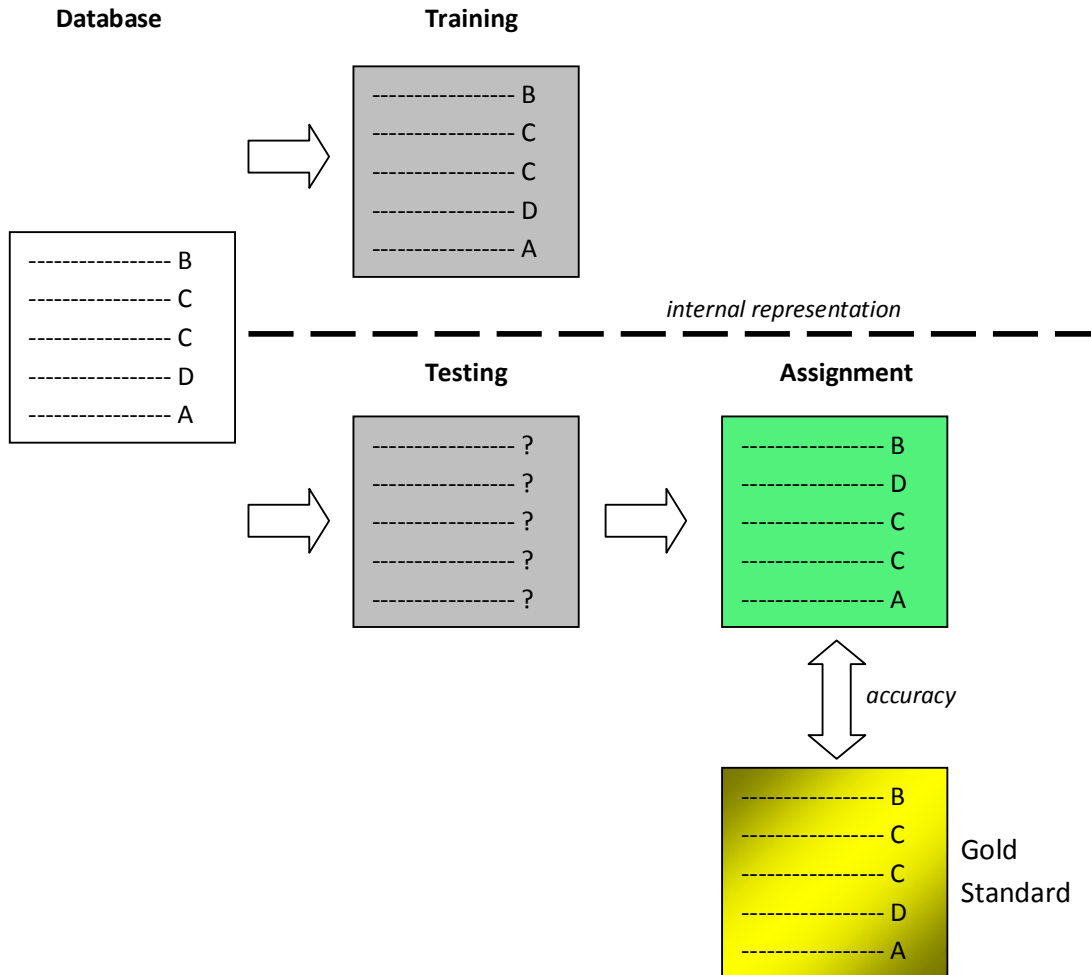 Database
Training
----------------- B
----------------- C
----------------- C
----------------- D
----------------- A
----------------- B
----------------- C
----------------- C
----------------- D
----------------- A
internal representation
Testing
Assignment
----------------- ?
----------------- ?
----------------- ?
----------------- ?
----------------- ?
----------------- B
----------------- D
----------------- C
----------------- C
----------------- A
accuracy
----------------- B
----------------- C
----------------- C
----------------- D
----------------- A
Gold
Standard